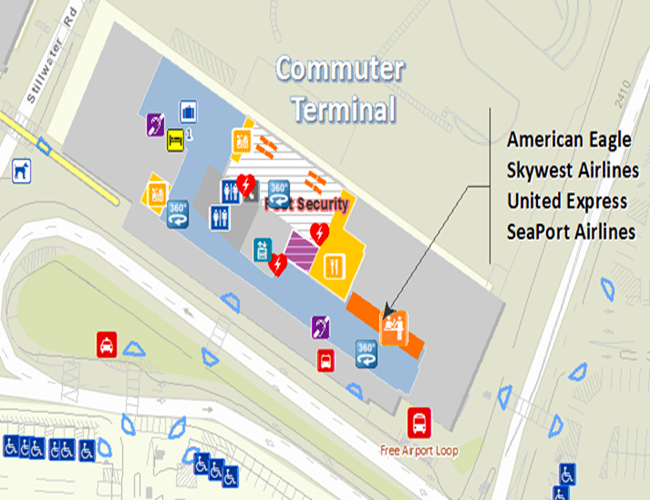 Stillwater Rd
Commuter
Terminal
2410
1
American Eagle
Skywest Airlines
United Express
SeaPort Airlines
360°
360°
Post Security
360°
Free Airport Loop